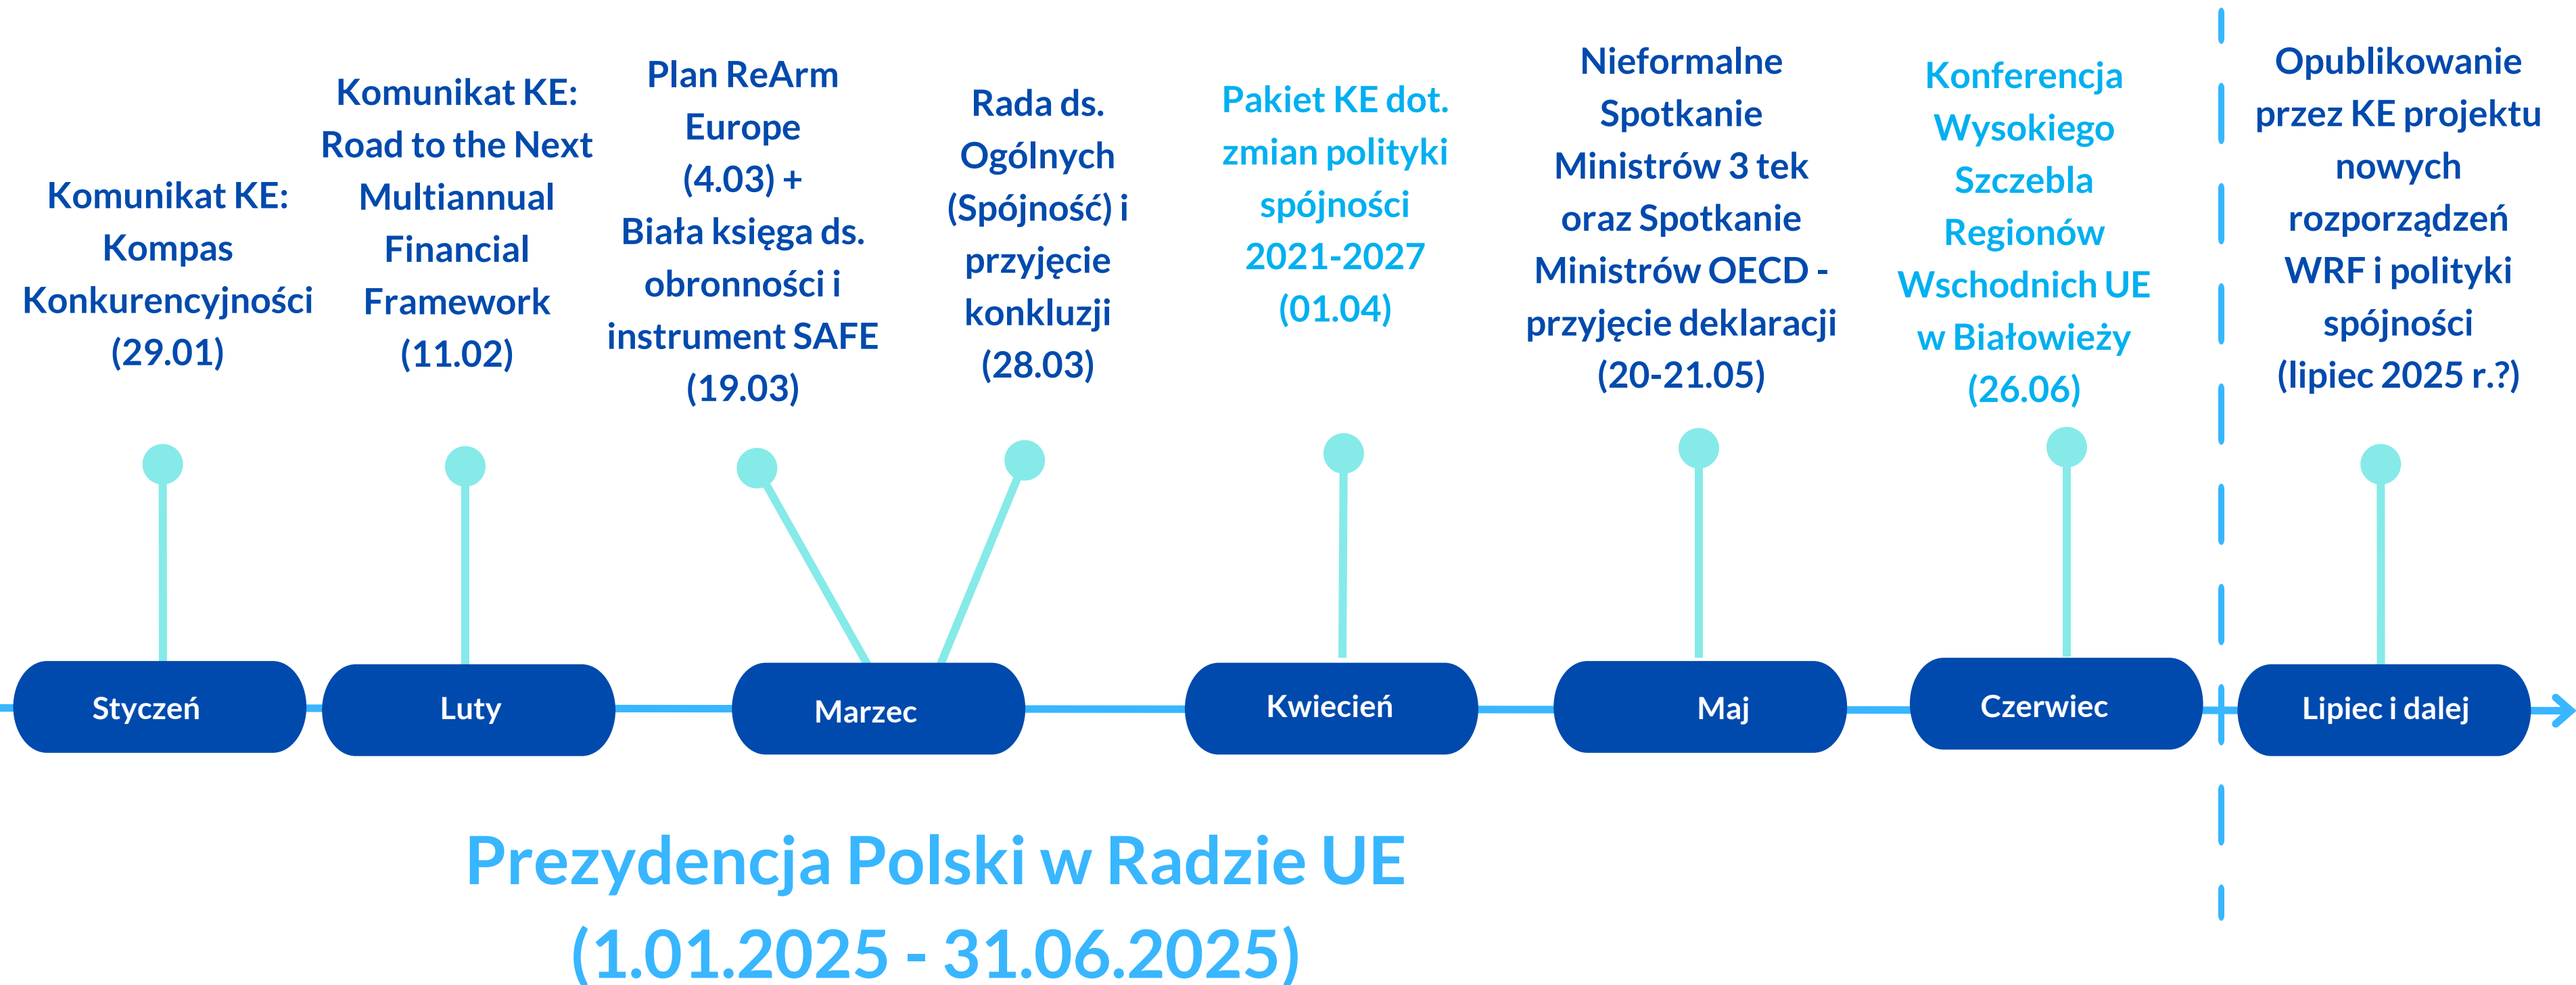 Komunikat KE:
Kompas
Konkurencyjności
(29.01)
Komunikat KE:
Road to the Next
Multiannual
Financial
Framework
(11.02)
Plan ReArm
Europe
(4.03) +
Biała księga ds.
obronności i
instrument SAFE
(19.03)
Rada ds.
Ogólnych
(Spójność) i
przyjęcie
konkluzji
(28.03)
Pakiet KE dot.
zmian polityki
spójności
2021-2027
(01.04)
Nieformalne
Spotkanie
Ministrów 3 tek
oraz Spotkanie
Ministrów OECD -
przyjęcie deklaracji
(20-21.05)
Konferencja
Wysokiego
Szczebla
Regionów
Wschodnich UE
w Białowieży
(26.06)
Opublikowanie
przez KE projektu
nowych
rozporządzeń
WRF i polityki
spójności
(lipiec 2025 r.?)
Styczeń
Luty
Marzec
Kwiecień
Maj
Czerwiec
Lipiec i dalej
Prezydencja Polski w Radzie UE
(1.01.2025 - 31.06.2025)